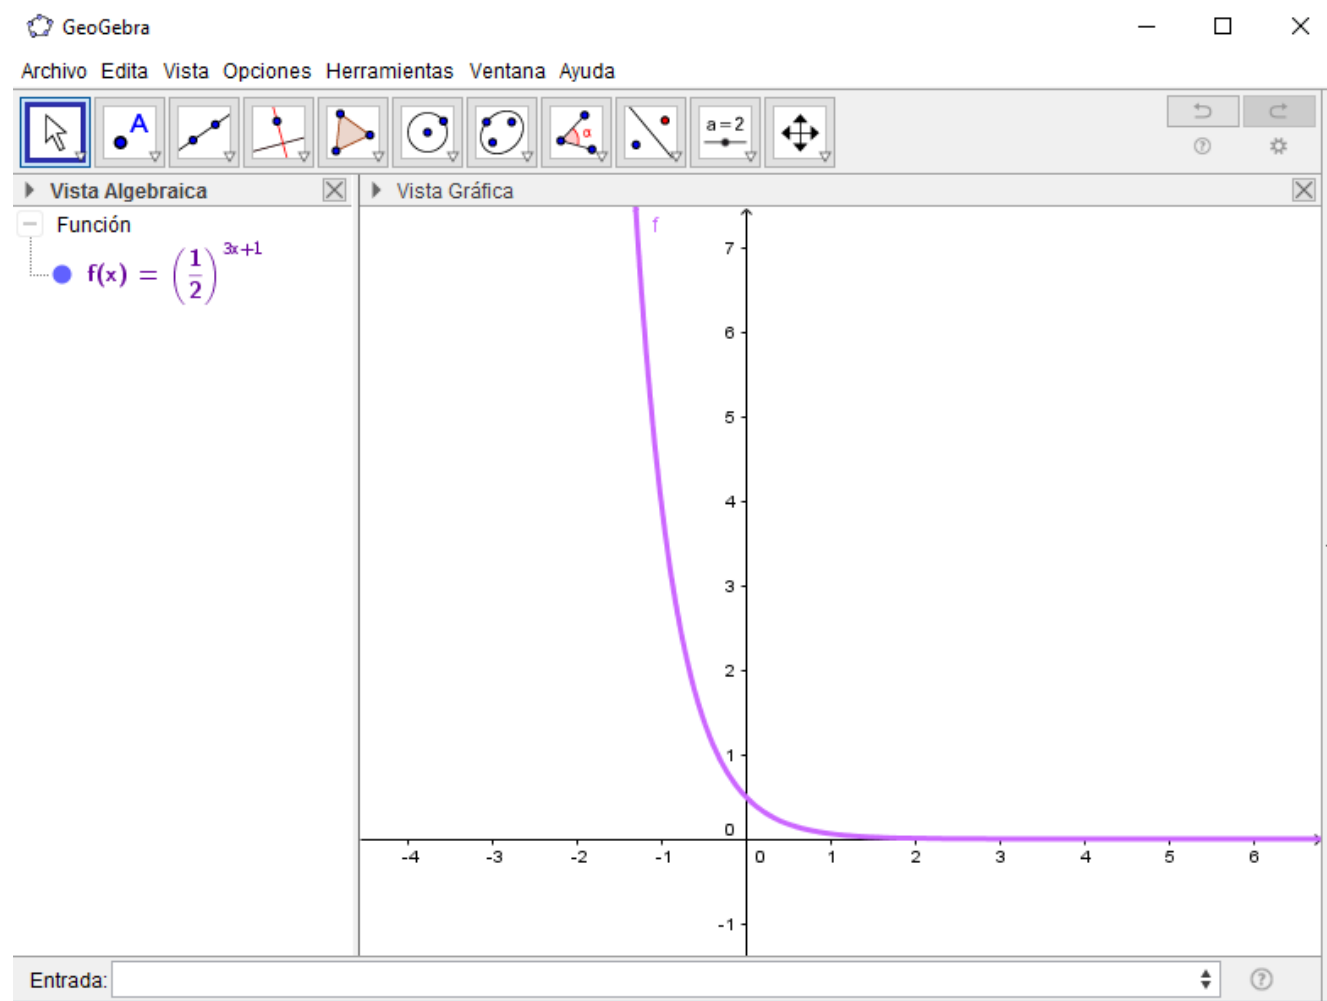 GeoGebra
Archivo Edita Vista Opciones Herramientas Ventana Ayuda
A
α
a=2
Vista Algebraica
Vista Gráfica
Función
f(x) = (1/2)^(3x+1)
f
7
6
5
4
3
2
1
0
-4 -3 -2 -1 0 1 2 3 4 5 6
-1
Entrada: